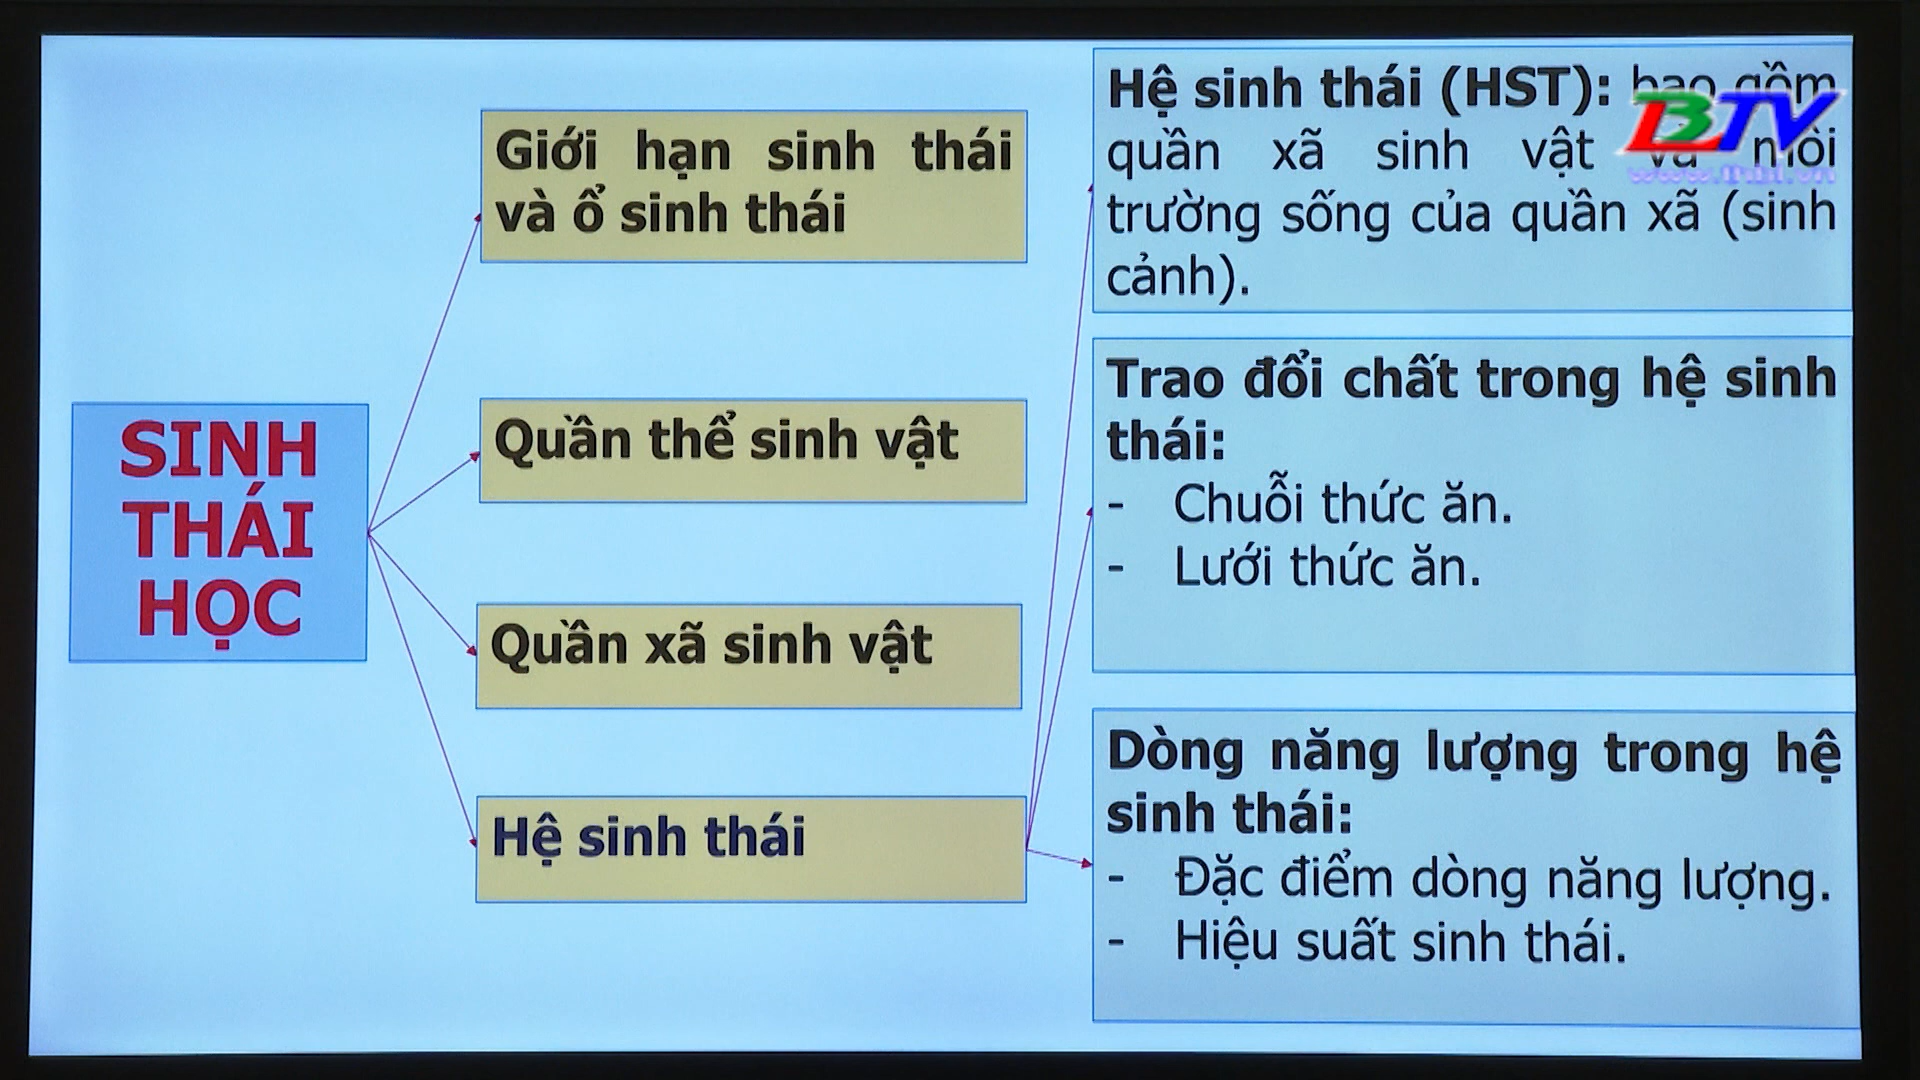 SINH
THÁI
HỌC
Giới hạn sinh thái
và ổ sinh thái
Quần thể sinh vật
Quần xã sinh vật
Hệ sinh thái
Hệ sinh thái (HST): bao gồm
quần xã sinh vật và môi
trường sống của quần xã (sinh
cảnh).
Trao đổi chất trong hệ sinh
thái:
- Chuỗi thức ăn.
- Lưới thức ăn.
Dòng năng lượng trong hệ
sinh thái:
- Đặc điểm dòng năng lượng.
- Hiệu suất sinh thái.
BTV